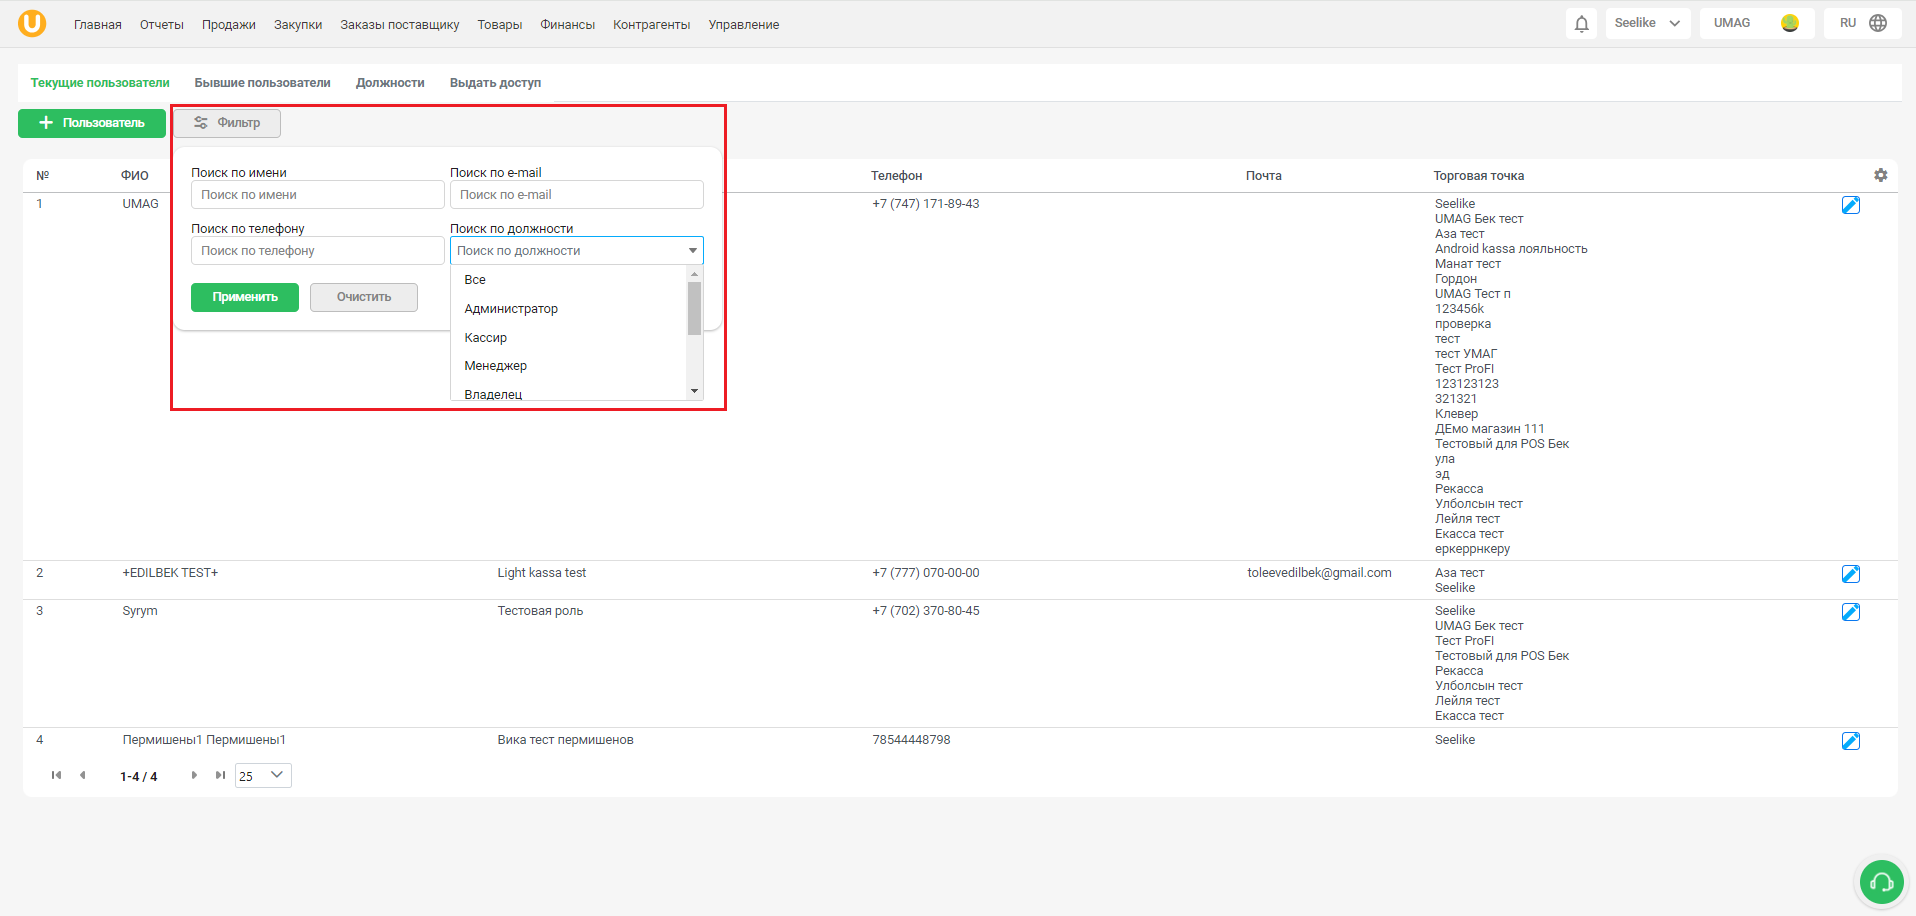 Главная Отчеты Продажи Закупки Заказы поставщику Товары Финансы Контрагенты Управление Seelike UMAG RU
Текущие пользователи Бывшие пользователи Должности Выдать доступ
+ Пользователь Фильтр
№ ФИО Телефон Почта Торговая точка
Поиск по имени Поиск по e-mail
Поиск по имени Поиск по e-mail
Поиск по телефону Поиск по должности
Поиск по телефону Поиск по должности
Все
Администратор
Кассир
Менеджер
Владелец
Применить Очистить
1 UMAG +7 (747) 171-89-43 Seelike
UMAG Бек тест
Аза тест
Android kassa лояльность
Манат тест
Гордон
UMAG Тест п
123456k
проверка
тест
тест УМАГ
Тест ProFI
123123123
321321
Клевер
ДЕмо магазин 111
Тестовый для POS Бек
ула
эд
Рекасса
Улболсын тест
Лейля тест
Екасса тест
еркеррнкеру
2 +EDILBEK TEST+ Light kassa test +7 (777) 070-00-00 toleevedilbek@gmail.com Аза тест
Seelike
3 Syrym Тестовая роль +7 (702) 370-80-45 Seelike
UMAG Бек тест
Тест ProFI
Тестовый для POS Бек
Рекасса
Улболсын тест
Лейля тест
Екасса тест
4 Пермишены1 Пермишены1 Вика тест пермишенов 78544448798 Seelike
1-4 / 4 25